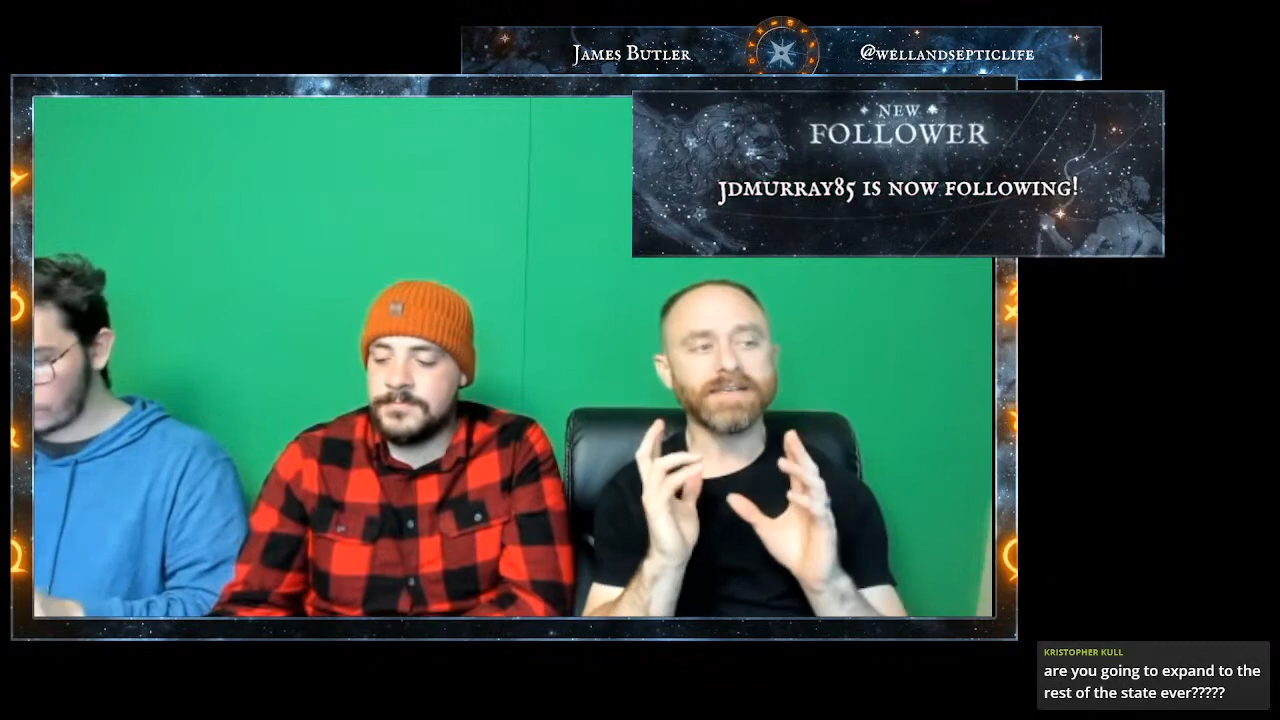 James Butler
@wellandsepticlife
NEW
FOLLOWER
jdmurray85 is now following!
KRISTOPHER KULL
are you going to expand to the
rest of the state ever?????